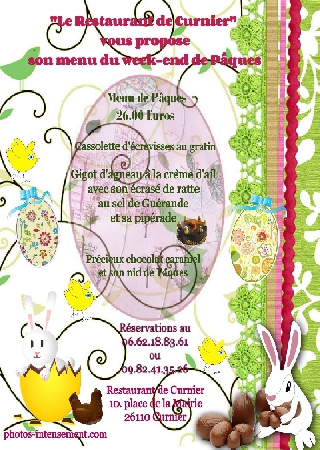 "Le Restaurant de Curnier"
vous propose
son menu du week-end de Pâques
Menu de Pâques
26.00 Euros
Cassolette d'écrevisses au gratin
Gigot d'agneau à la crème d'ail
avec son écrasé de ratte
au sel de Guérande
et sa pipérade
Précieux chocolat caramel
et son nid de Pâques
Réservations au
06.62.18.83.61
ou
09.82.41.35.26
Restaurant de Curnier
10. place de la Mairie
26110 Curnier
photos-intensement.com